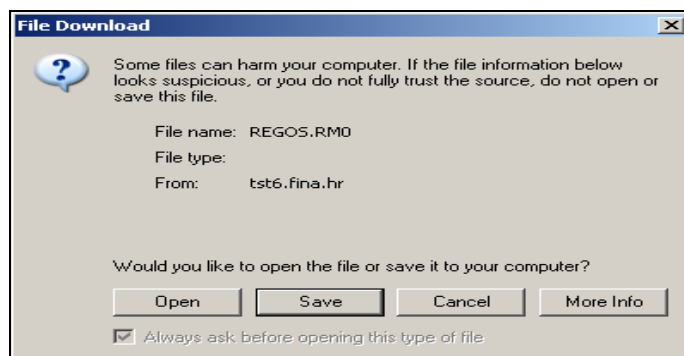 File Download
Some files can harm your computer. If the file information below
looks suspicious, or you do not fully trust the source, do not open or
save this file.
File name: REGOS.RM0
File type:
From: tst6.fina.hr
Would you like to open the file or save it to your computer?
Open Save Cancel More Info
Always ask before opening this type of file